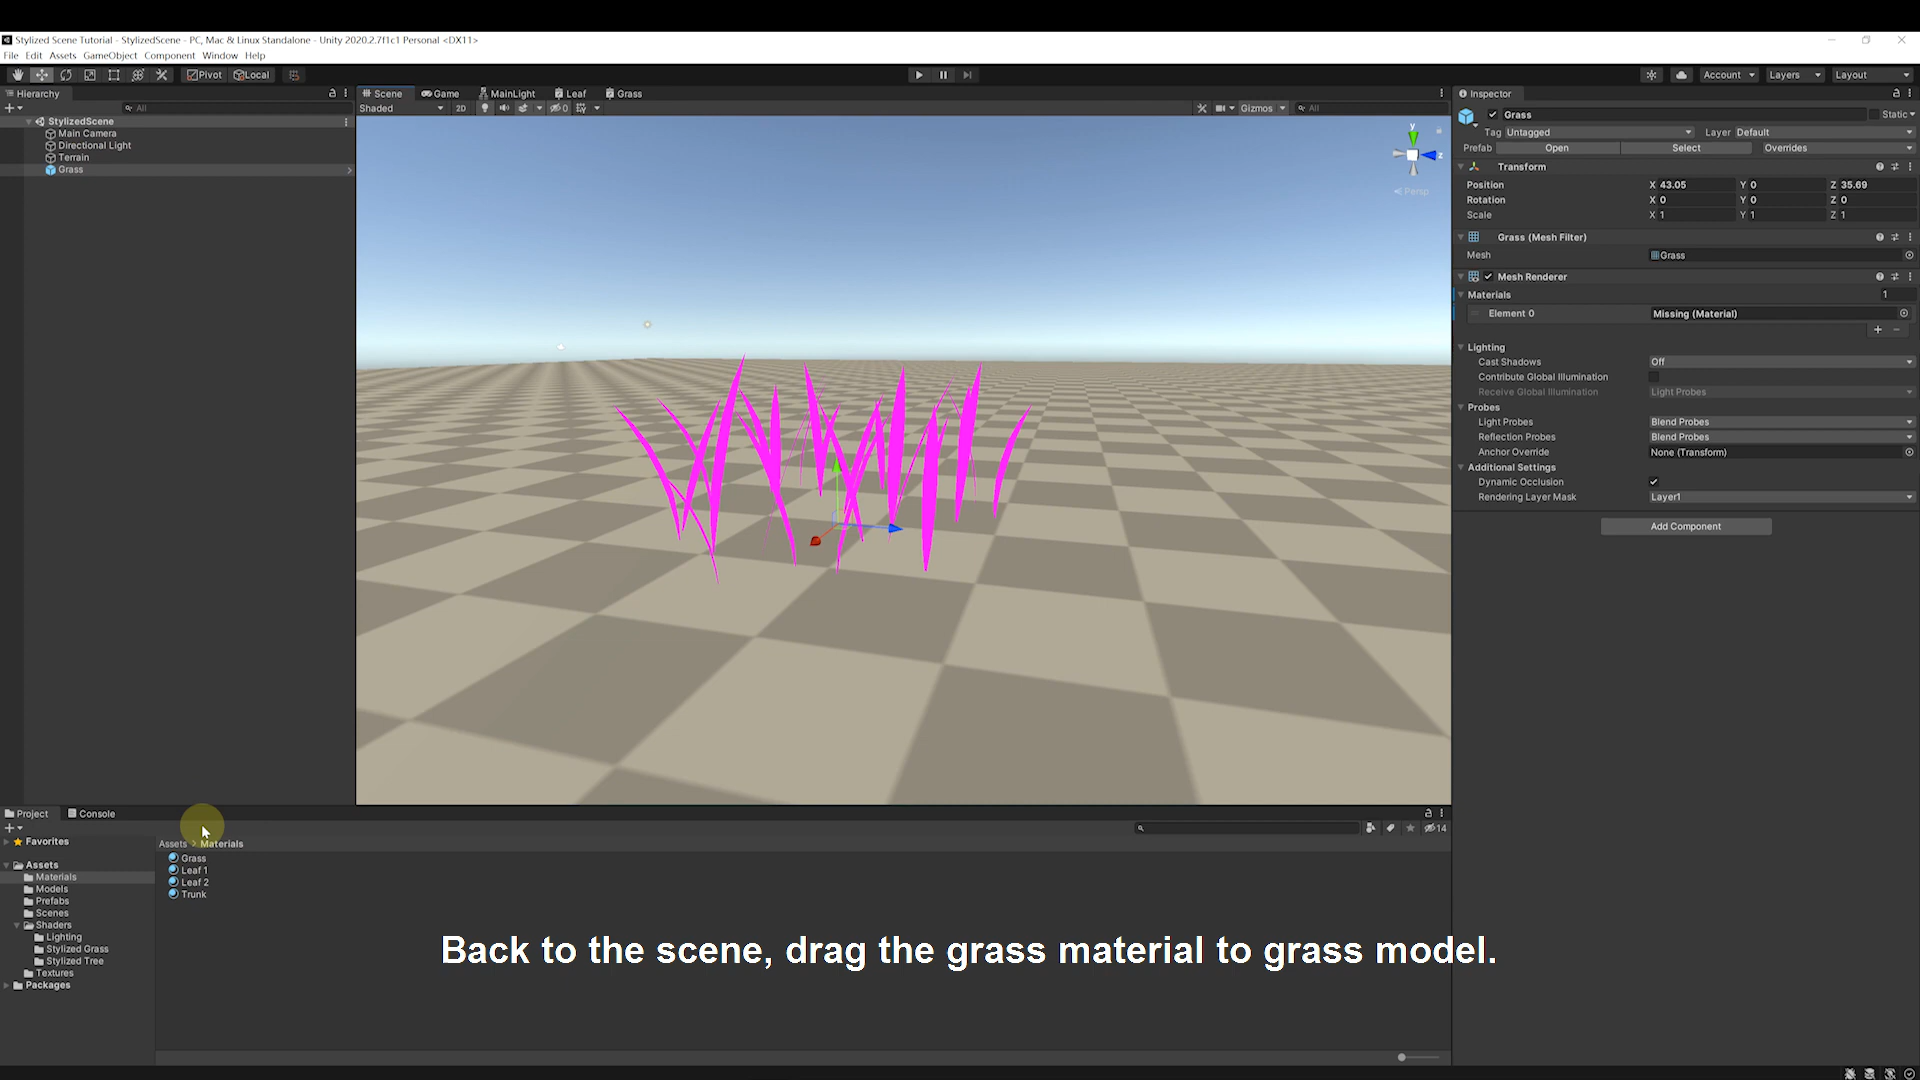 Stylized Scene Tutorial - StylizedScene - PC, Mac & Linux Standalone - Unity 2020.2.7f1c1 Personal <DX11>
File Edit Assets GameObject Component Window Help
Pivot Local Account Layers Layout
Hierarchy
All
StylizedScene
Main Camera
Directional Light
Terrain
Grass
Scene Game MainLight Leaf Grass
Shaded 2D 0 Gizmos All
y
z
Persp
Inspector
Grass Static
Tag Untagged Layer Default
Prefab Open Select Overrides
Transform
Position X 43.05 Y 0 Z 35.69
Rotation X 0 Y 0 Z 0
Scale X 1 Y 1 Z 1
Grass (Mesh Filter)
Mesh Grass
Mesh Renderer
Materials 1
Element 0 Missing (Material)
Lighting
Cast Shadows Off
Contribute Global Illumination
Receive Global Illumination Light Probes
Probes
Light Probes Blend Probes
Reflection Probes Blend Probes
Anchor Override None (Transform)
Additional Settings
Dynamic Occlusion
Rendering Layer Mask Layer1
Add Component
Project Console
14
Favorites
Assets
Materials
Models
Prefabs
Scenes
Shaders
Lighting
Stylized Grass
Stylized Tree
Textures
Packages
Assets > Materials
Grass
Leaf 1
Leaf 2
Trunk
Back to the scene, drag the grass material to grass model.